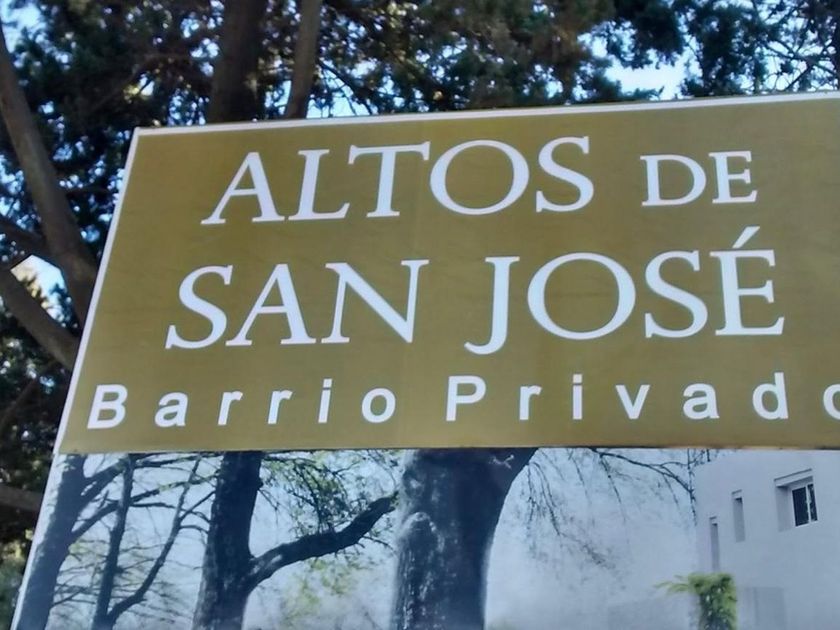 ALTOS DE
SAN JOSÉ
Barrio Privado